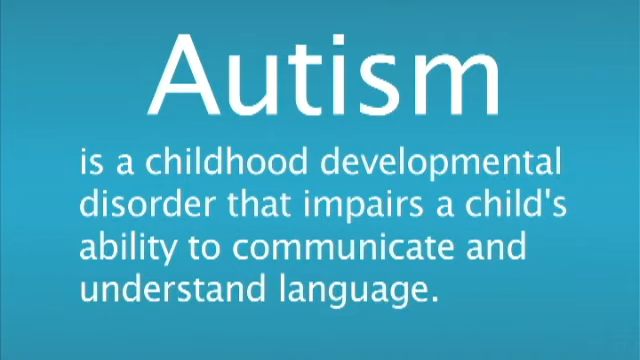 Autism
is a childhood developmental
disorder that impairs a child's
ability to communicate and
understand language.